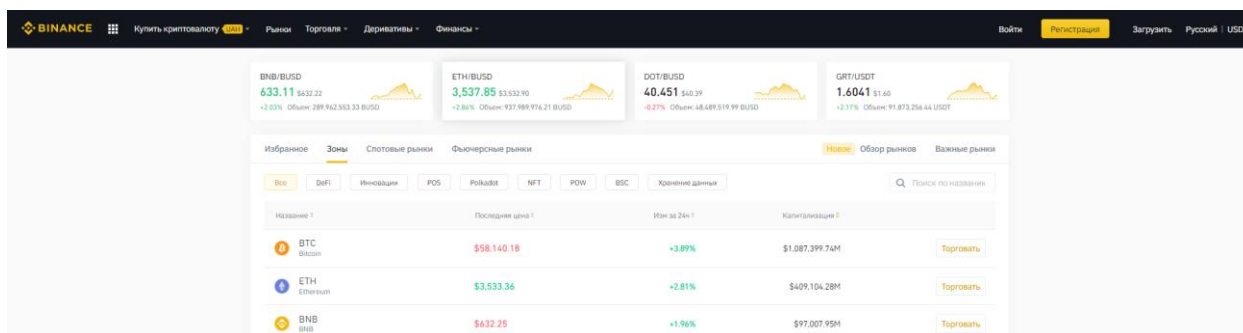 BINANCE Купить криптовалюту UAH Рынки Торговля Деривативы Финансы Войти Регистрация Загрузить Русский | USD
BNB/BUSD ETH/BUSD DOT/BUSD GRT/USDT
633.11 $632.22 3,537.85 $3,532.90 40.451 $40.39 1.6041 $1.60
+2.03% Объем: 289,962,553.33 BUSD +2.86% Объем: 937,989,976.21 BUSD -0.27% Объем: 48,489,519.99 BUSD +2.17% Объем: 91,873,256.44 USDT
Избранное Зоны Спотовые рынки Фьючерсные рынки Новое Обзор рынков Важные рынки
Все DeFi Инновации POS Polkadot NFT POW BSC Хранение данных Поиск по названию
Название Последняя цена Изм за 24ч Капитализация
BTC $58,140.18 +3.89% $1,087,399.74M Торговать
Bitcoin
ETH $3,533.36 +2.81% $409,104.28M Торговать
Ethereum
BNB $632.25 +1.96% $97,007.95M Торговать
BNB